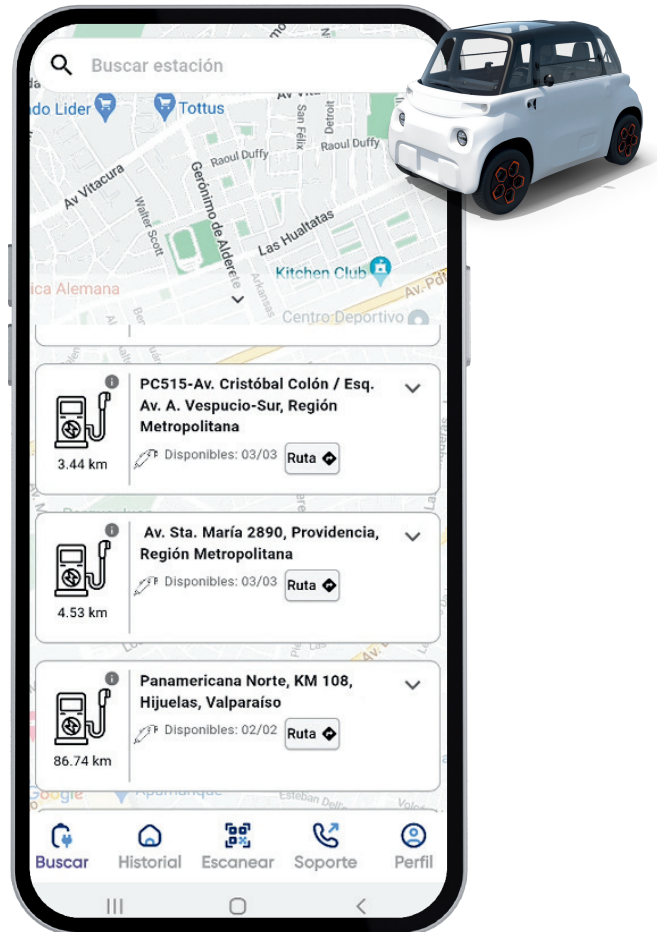 Buscar estación
do Lider
Tottus
San Félix
Detroit
Raoul Duffy
Raoul Duffy
Av Vitacura
Gerónimo de Alderete
Walter Scott
Las Hualtatas
Kitchen Club
ica Alemana
Arkansas
Centro Deportivo
PC515-Av. Cristóbal Colón / Esq.
Av. A. Vespucio-Sur, Región
Metropolitana
Disponibles: 03/03
Ruta
3.44 km
Av. Sta. María 2890, Providencia,
Región Metropolitana
Disponibles: 03/03
Ruta
4.53 km
Panamericana Norte, KM 108,
Hijuelas, Valparaíso
Disponibles: 02/02
Ruta
86.74 km
Google
Buscar
Historial
Escanear
Soporte
Perfil